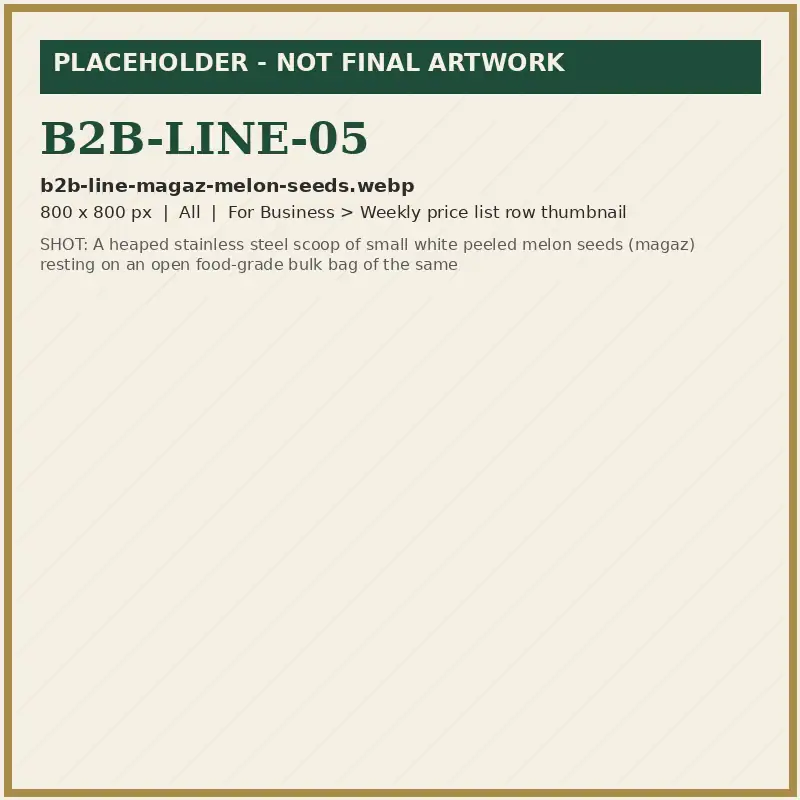 PLACEHOLDER - NOT FINAL ARTWORK
B2B-LINE-05
b2b-line-magaz-melon-seeds.webp
800 x 800 px | All | For Business > Weekly price list row thumbnail
SHOT: A heaped stainless steel scoop of small white peeled melon seeds (magaz)
resting on an open food-grade bulk bag of the same